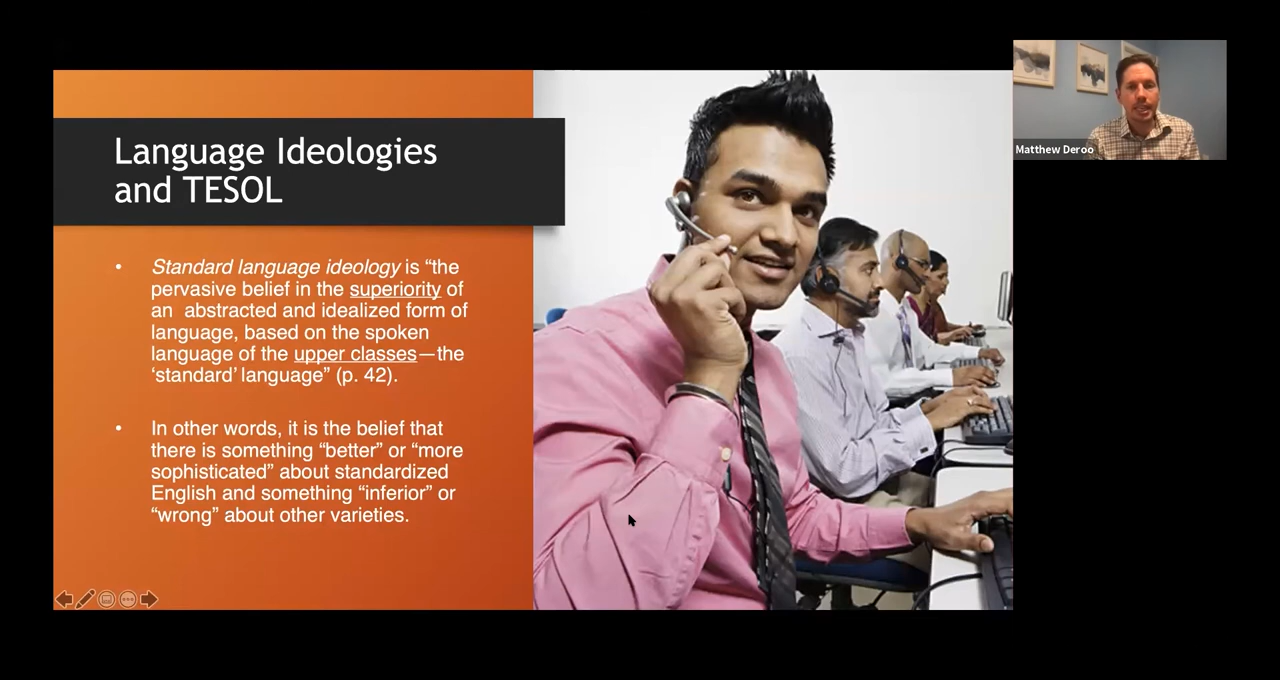 Language Ideologies
and TESOL
• Standard language ideology is “the
pervasive belief in the superiority of
an abstracted and idealized form of
language, based on the spoken
language of the upper classes—the
‘standard’ language” (p. 42).
• In other words, it is the belief that
there is something “better” or “more
sophisticated” about standardized
English and something “inferior” or
“wrong” about other varieties.
Matthew Deroo